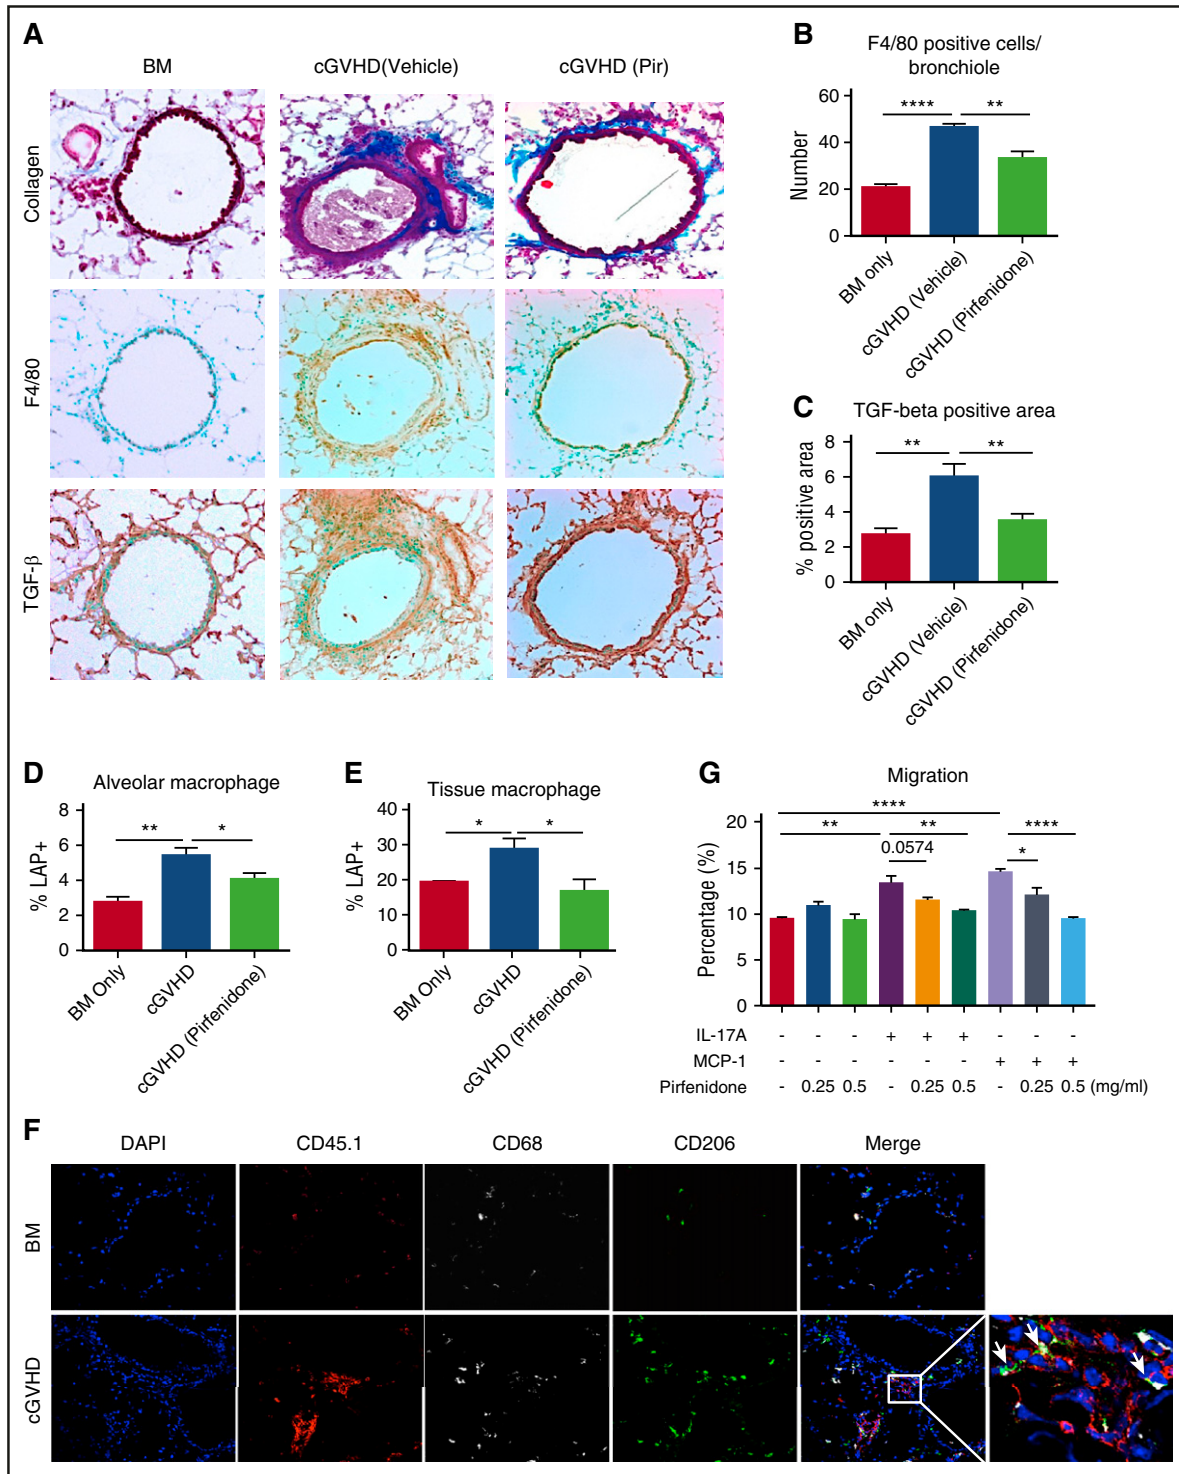 A
BM
cGVHD(Vehicle)
cGVHD (Pir)
Collagen
F4/80
TGF-β
B
F4/80 positive cells/
bronchiole
Number
60
40
20
0
**** **
BM only
cGVHD (Vehicle)
cGVHD (Pirfenidone)
C
TGF-beta positive area
% positive area
8
6
4
2
0
** **
BM only
cGVHD (Vehicle)
cGVHD (Pirfenidone)
D
Alveolar macrophage
% LAP+
8
6
4
2
0
** *
BM Only
cGVHD
cGVHD (Pirfenidone)
E
Tissue macrophage
% LAP+
40
30
20
10
0
* *
BM Only
cGVHD
cGVHD (Pirfenidone)
G
Migration
Percentage (%)
20
15
10
5
0
****
** ** ****
0.0574 *
IL-17A - - - + + + - - -
MCP-1 - - - - - - + + +
Pirfenidone - 0.25 0.5 - 0.25 0.5 - 0.25 0.5 (mg/ml)
F
DAPI
CD45.1
CD68
CD206
Merge
BM
cGVHD